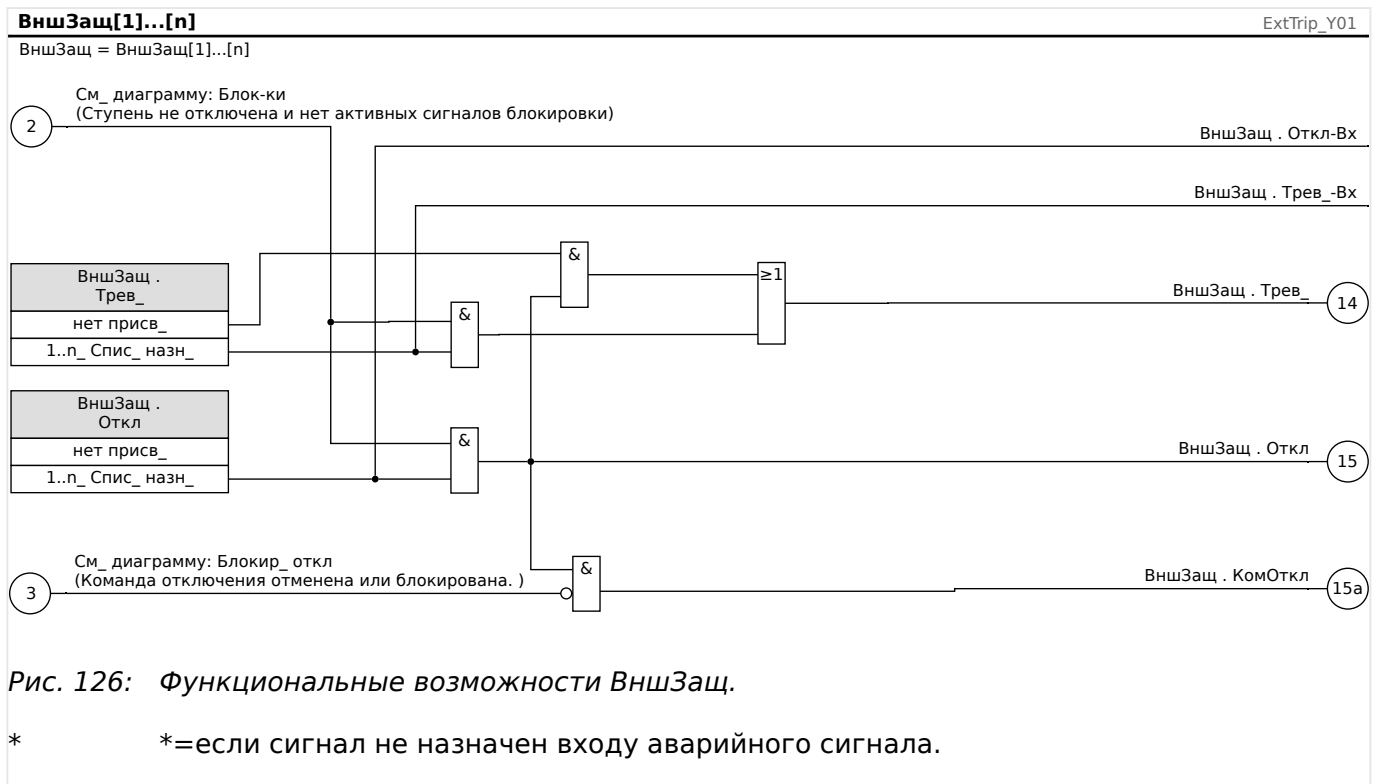 ВншЗащ[1]...[n]
ExtTrip_Y01
ВншЗащ = ВншЗащ[1]...[n]
См_ диаграмму: Блок-ки
(Ступень не отключена и нет активных сигналов блокировки)
2
ВншЗащ . Откл-Вх
ВншЗащ . Трев_-Вх
&
ВншЗащ .
Трев_
≥1
ВншЗащ . Трев_
14
нет присв_
&
1..n_ Спис_ назн_
ВншЗащ .
Откл
&
нет присв_
ВншЗащ . Откл
15
1..n_ Спис_ назн_
См_ диаграмму: Блокир_ откл
(Команда отключения отменена или блокирована. )
3
&
ВншЗащ . КомОткл
15a
Рис. 126: Функциональные возможности ВншЗащ.
* *=если сигнал не назначен входу аварийного сигнала.